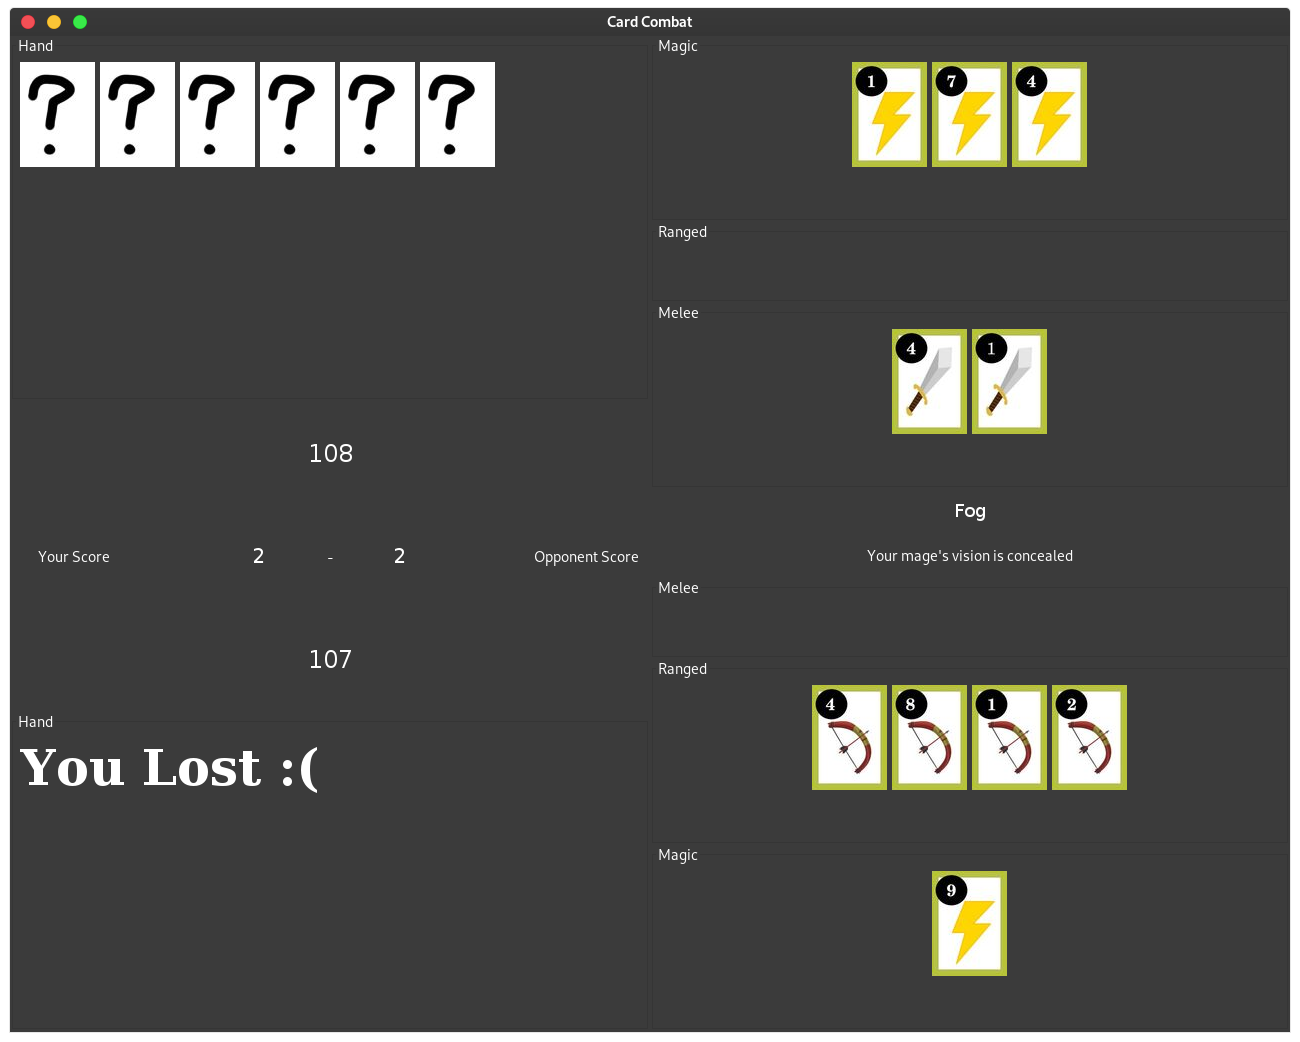 Card Combat
Hand
? ? ? ? ? ?
108
Your Score 2 - 2 Opponent Score
107
Hand
You Lost :(
Magic
1 7 4
Ranged
Melee
4 1
Fog
Your mage's vision is concealed
Melee
Ranged
4 8 1 2
Magic
9